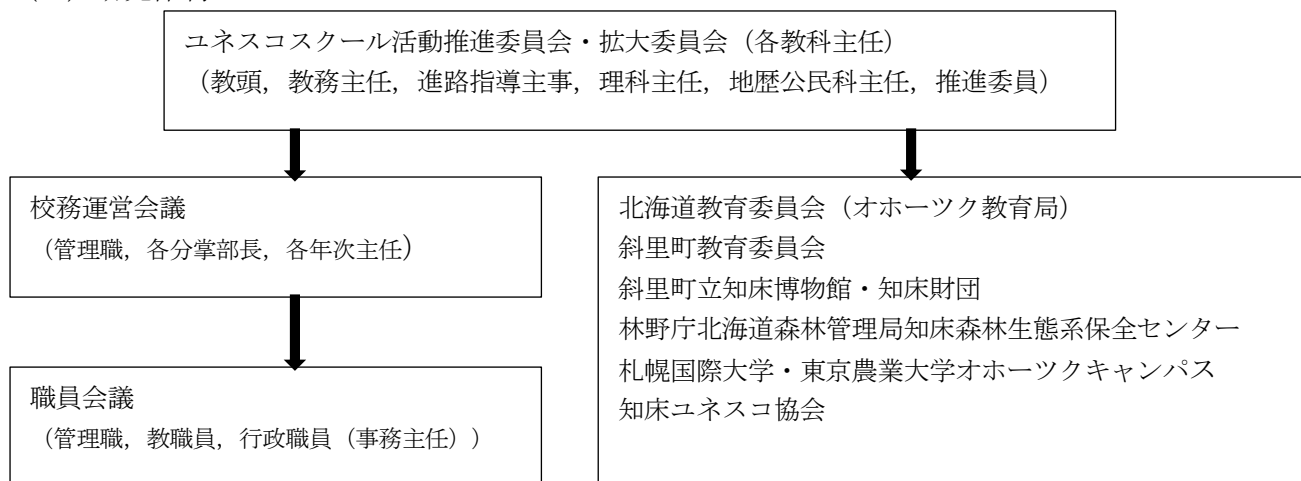 ユネスコスクール活動推進委員会・拡大委員会（各教科主任）
（教頭，教務主任，進路指導主事，理科主任，地歴公民科主任，推進委員）
校務運営会議
（管理職，各分掌部長，各年次主任）
職員会議
（管理職，教職員，行政職員（事務主任））
北海道教育委員会（オホーツク教育局）
斜里町教育委員会
斜里町立知床博物館・知床財団
林野庁北海道森林管理局知床森林生態系保全センター
札幌国際大学・東京農業大学オホーツクキャンパス
知床ユネスコ協会